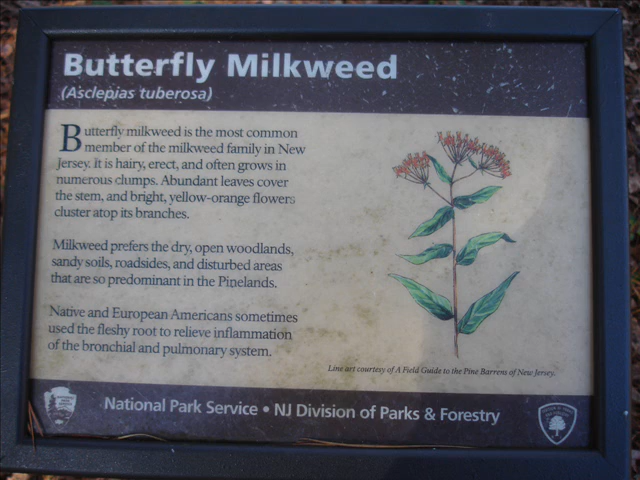 Butterfly Milkweed
(Asclepias tuberosa)
Butterfly milkweed is the most common
member of the milkweed family in New
Jersey. It is hairy, erect, and often grows in
numerous clumps. Abundant leaves cover
the stem, and bright, yellow-orange flowers
cluster atop its branches.
Milkweed prefers the dry, open woodlands,
sandy soils, roadsides, and disturbed areas
that are so predominant in the Pinelands.
Native and European Americans sometimes
used the fleshy root to relieve inflammation
of the bronchial and pulmonary system.
Line art courtesy of A Field Guide to the Pine Barrens of New Jersey.
National Park Service • NJ Division of Parks & Forestry